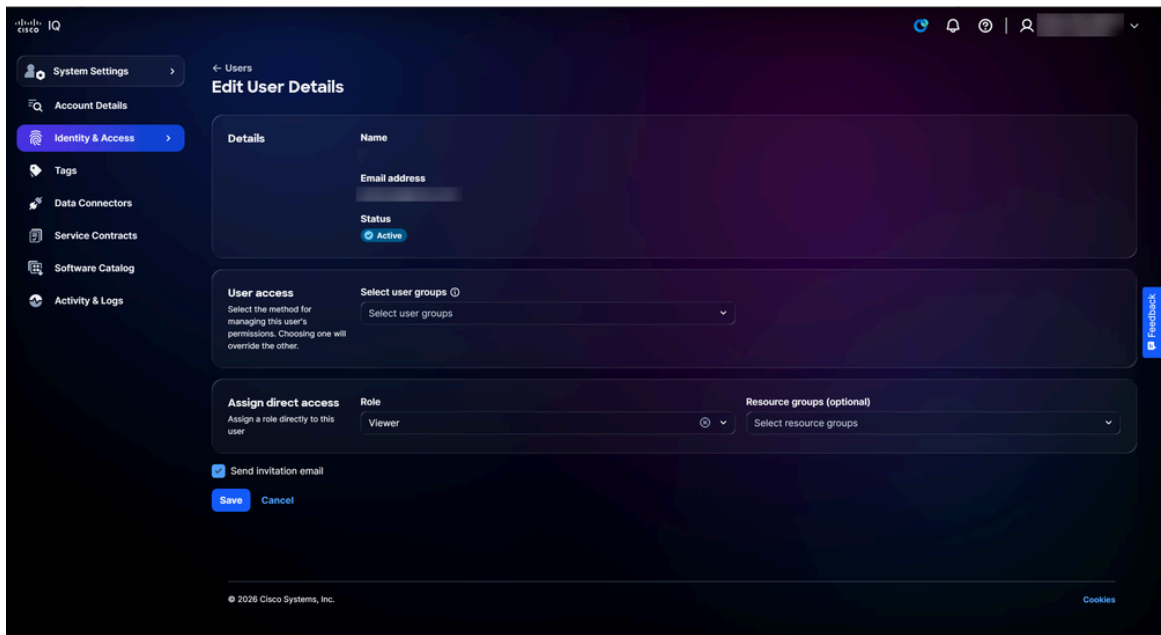 cisco IQ
System Settings
Account Details
Identity & Access
Tags
Data Connectors
Service Contracts
Software Catalog
Activity & Logs
← Users
Edit User Details
Details
Name
Email address
Status
Active
User access
Select the method for
managing this user's
permissions. Choosing one will
override the other.
Select user groups
Select user groups
Assign direct access
Assign a role directly to this
user
Role
Viewer
Resource groups (optional)
Select resource groups
Send invitation email
Save Cancel
Feedback
© 2026 Cisco Systems, Inc.
Cookies